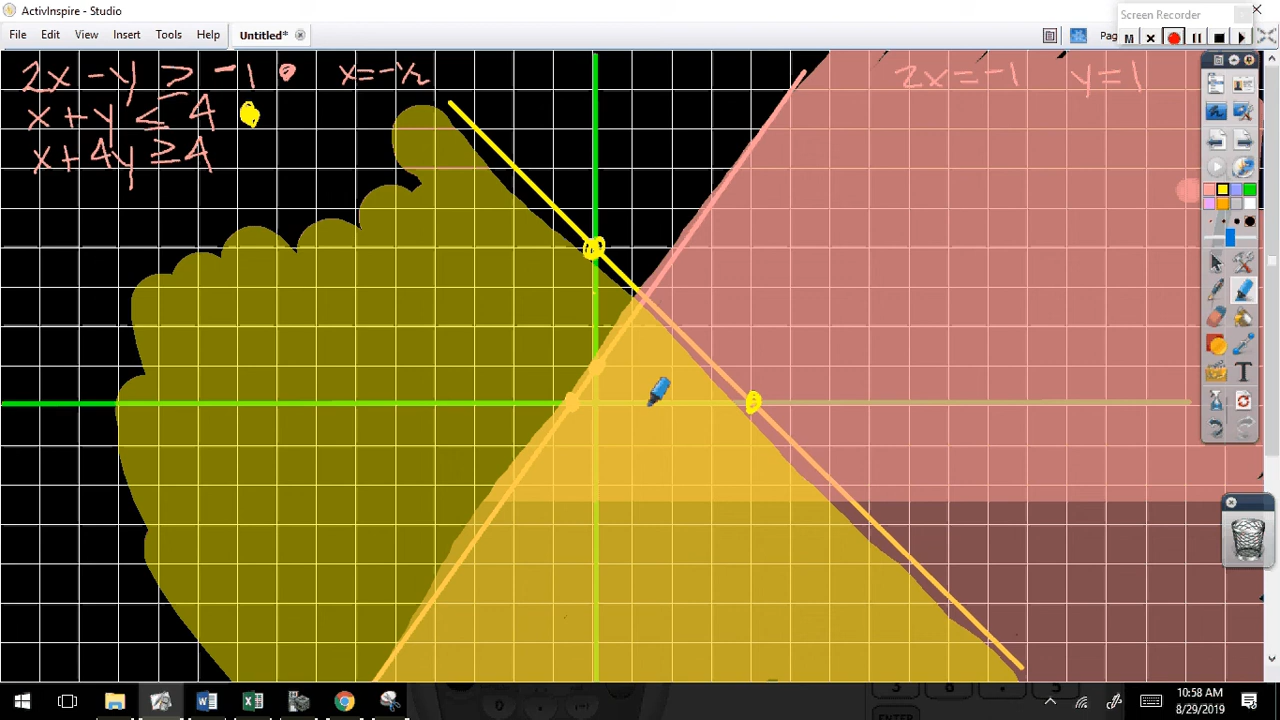 ActivInspire - Studio
Screen Recorder
File Edit View Insert Tools Help Untitled*
Pag
2x - y ≥ -1 x = -1/2
2x = -1 y = 1
x + y ≤ 4
x + 4y ≥ 4
T
10:58 AM
8/29/2019